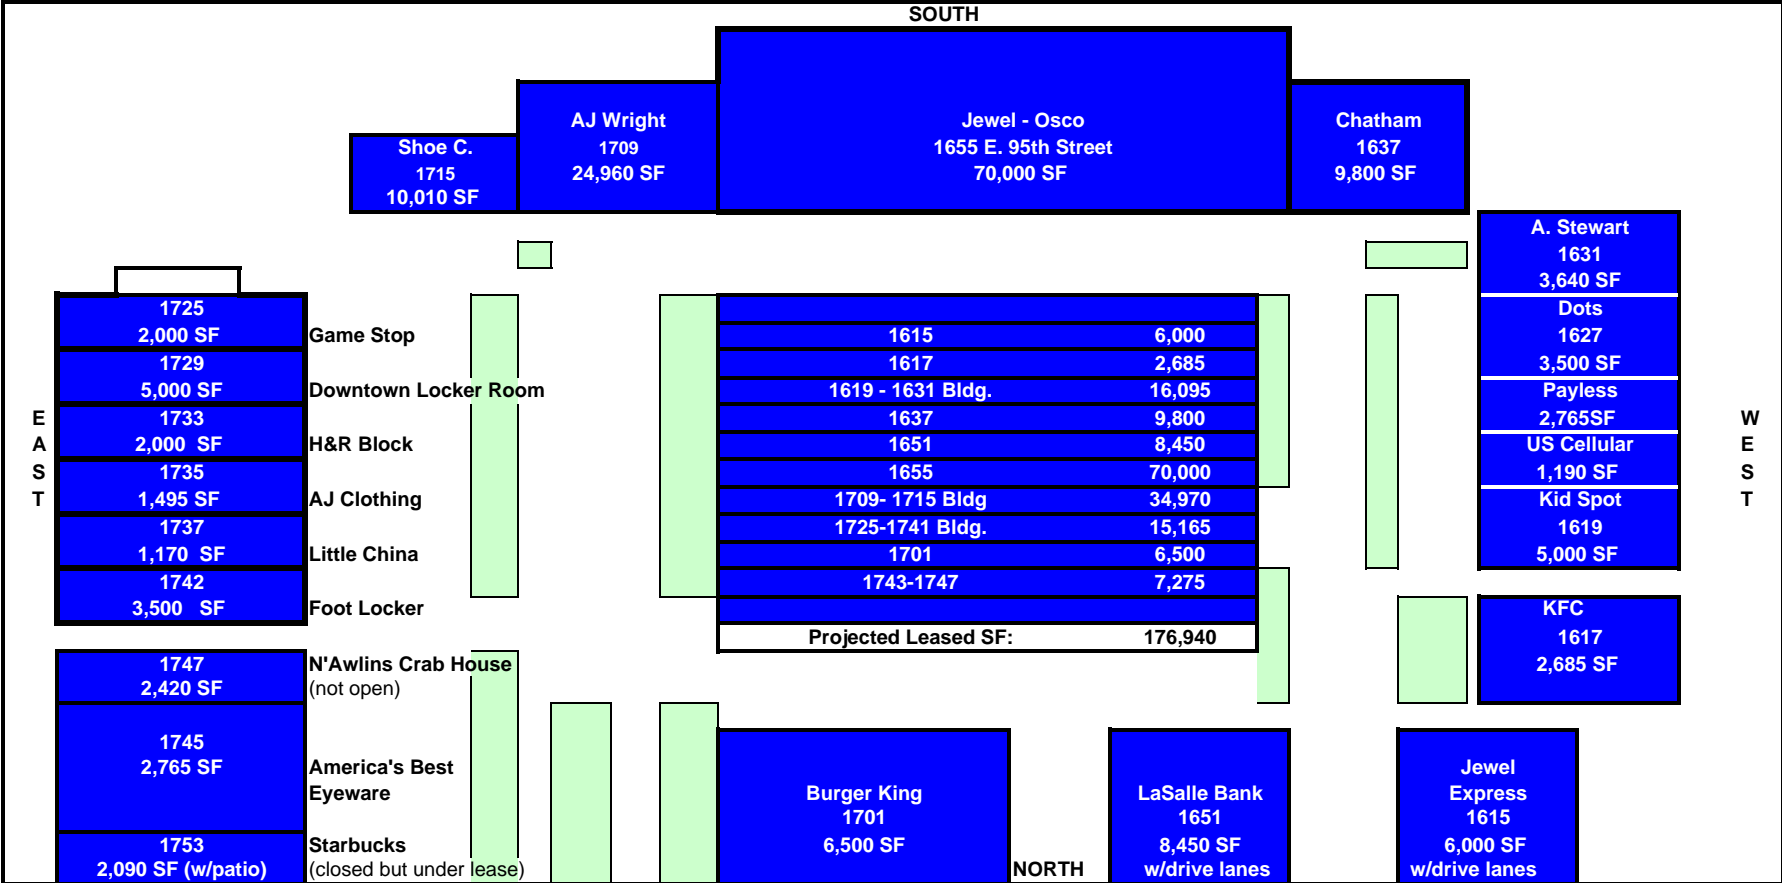 SOUTH
Shoe C.
1715
10,010 SF
AJ Wright
1709
24,960 SF
Jewel - Osco
1655 E. 95th Street
70,000 SF
Chatham
1637
9,800 SF
A. Stewart
1631
3,640 SF
Dots
1627
3,500 SF
Payless
2,765SF
US Cellular
1,190 SF
Kid Spot
1619
5,000 SF
KFC
1617
2,685 SF
EAST
1725
2,000 SF Game Stop
1729
5,000 SF Downtown Locker Room
1733
2,000 SF H&R Block
1735
1,495 SF AJ Clothing
1737
1,170 SF Little China
1742
3,500 SF Foot Locker
1747 N'Awlins Crab House
2,420 SF (not open)
1745
2,765 SF America's Best
Eyeware
1753 Starbucks
2,090 SF (w/patio) (closed but under lease)
1615 6,000
1617 2,685
1619 - 1631 Bldg. 16,095
1637 9,800
1651 8,450
1655 70,000
1709- 1715 Bldg 34,970
1725-1741 Bldg. 15,165
1701 6,500
1743-1747 7,275
Projected Leased SF: 176,940
WEST
Burger King
1701
6,500 SF
NORTH
LaSalle Bank
1651
8,450 SF
w/drive lanes
Jewel
Express
1615
6,000 SF
w/drive lanes